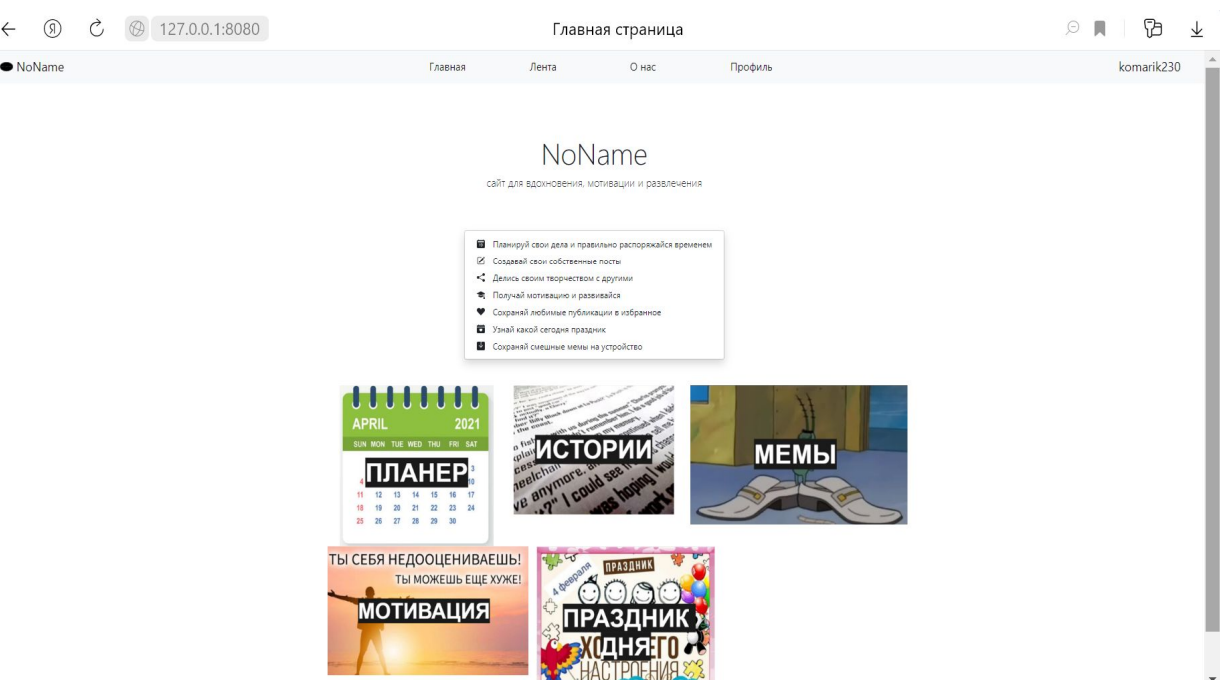 127.0.0.1:8080
Главная страница
NoName
Главная
Лента
О нас
Профиль
komarik230
NoName
сайт для вдохновения, мотивации и развлечения
Планируй свои дела и правильно распоряжайся временем
Создавай свои собственные посты
Делись своим творчеством с другими
Получай мотивацию и развивайся
Сохраняй любимые публикации в избранное
Узнай какой сегодня праздник
Сохраняй смешные мемы на устройство
APRIL 2021
SUN MON TUE WED THU FRI SAT
ПЛАНЕР 3
4 10
11 12 13 14 15 16 17
18 19 20 21 22 23 24
25 26 27 28 29 30
ИСТОРИИ
МЕМЫ
ТЫ СЕБЯ НЕДООЦЕНИВАЕШЬ!
ТЫ МОЖЕШЬ ЕЩЕ ХУЖЕ!
МОТИВАЦИЯ
4 февраля
ПРАЗДНИК
ПРАЗДНИК
ДНЯ
НАСТРОЕНИЯ